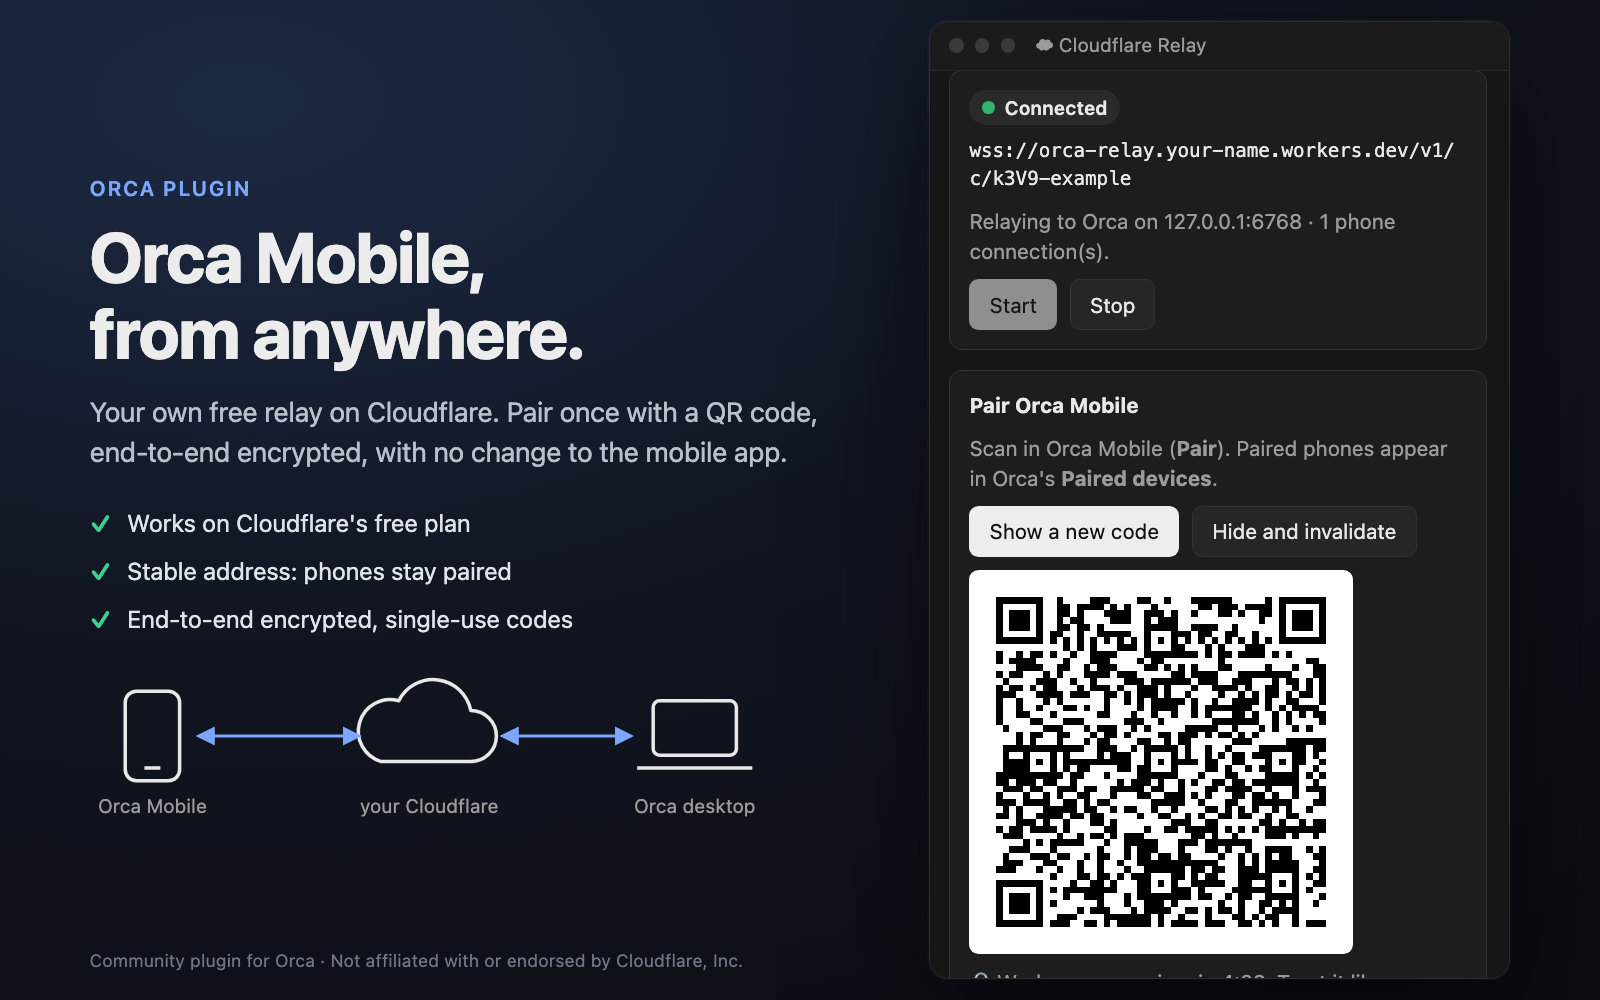 ORCA PLUGIN
Orca Mobile,
from anywhere.
Your own free relay on Cloudflare. Pair once with a QR code,
end-to-end encrypted, with no change to the mobile app.
Works on Cloudflare's free plan
Stable address: phones stay paired
End-to-end encrypted, single-use codes
Orca Mobile
your Cloudflare
Orca desktop
Community plugin for Orca · Not affiliated with or endorsed by Cloudflare, Inc.
Cloudflare Relay
Connected
wss://orca-relay.your-name.workers.dev/v1/
c/k3V9-example
Relaying to Orca on 127.0.0.1:6768 · 1 phone
connection(s).
Start
Stop
Pair Orca Mobile
Scan in Orca Mobile (Pair). Paired phones appear
in Orca's Paired devices.
Show a new code
Hide and invalidate